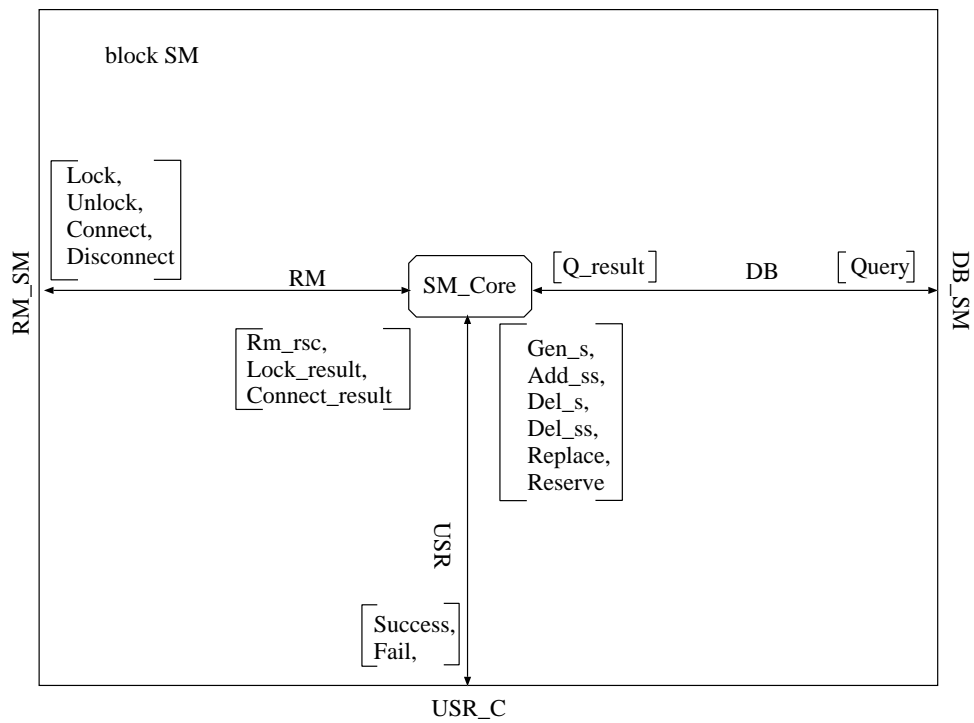 block SM
Lock,
Unlock,
Connect,
Disconnect
RM_SM
RM
SM_Core
[Q_result]
DB
[Query]
DB_SM
Rm_rsc,
Lock_result,
Connect_result
Gen_s,
Add_ss,
Del_s,
Del_ss,
Replace,
Reserve
USR
Success,
Fail,
USR_C